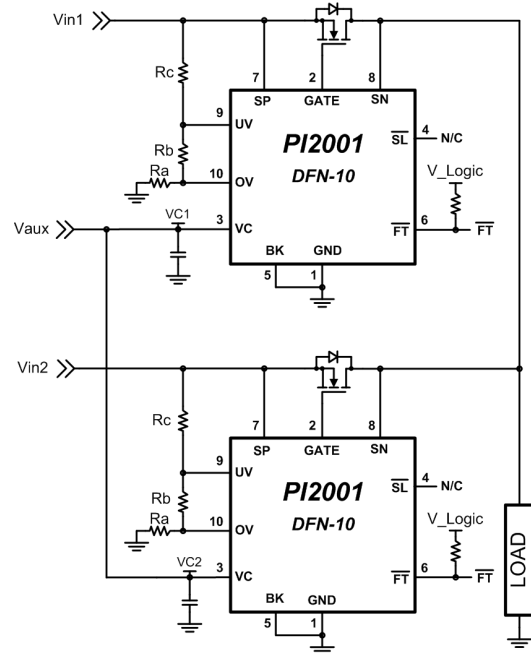 Vin1
Rc
7
2
8
SP
GATE
SN
9
UV
PI2001
SL
4
N/C
Rb
DFN-10
V_Logic
Ra
10
OV
VC1
Vaux
3
VC
FT
6
FT
BK
GND
5
1
Vin2
Rc
7
2
8
SP
GATE
SN
9
UV
PI2001
SL
4
N/C
Rb
DFN-10
V_Logic
Ra
10
OV
VC2
3
VC
FT
6
FT
LOAD
BK
GND
5
1